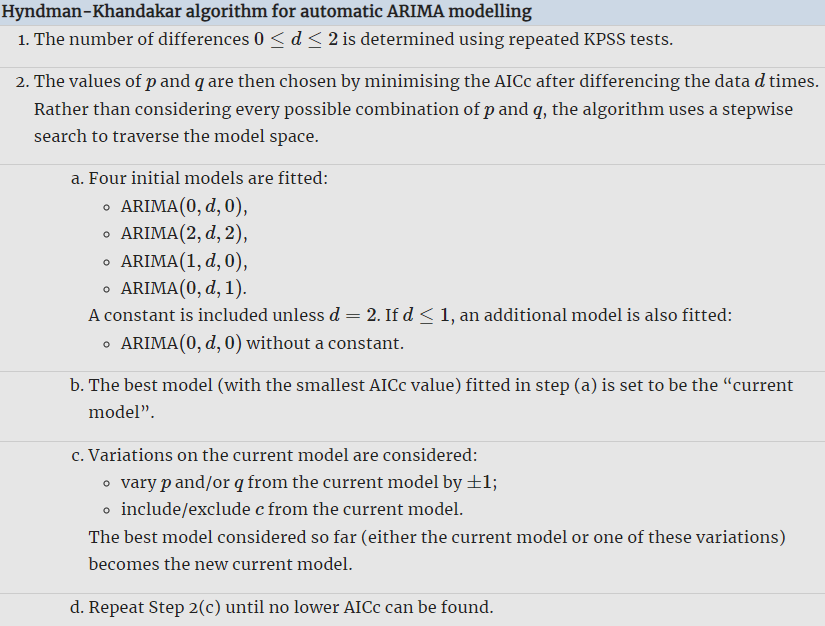 Hyndman-Khandakar algorithm for automatic ARIMA modelling
1. The number of differences 0 ≤ d ≤ 2 is determined using repeated KPSS tests.
2. The values of p and q are then chosen by minimising the AICc after differencing the data d times.
Rather than considering every possible combination of p and q, the algorithm uses a stepwise
search to traverse the model space.
a. Four initial models are fitted:
◦ ARIMA(0, d, 0),
◦ ARIMA(2, d, 2),
◦ ARIMA(1, d, 0),
◦ ARIMA(0, d, 1).
A constant is included unless d = 2. If d ≤ 1, an additional model is also fitted:
◦ ARIMA(0, d, 0) without a constant.
b. The best model (with the smallest AICc value) fitted in step (a) is set to be the “current
model”.
c. Variations on the current model are considered:
◦ vary p and/or q from the current model by ±1;
◦ include/exclude c from the current model.
The best model considered so far (either the current model or one of these variations)
becomes the new current model.
d. Repeat Step 2(c) until no lower AICc can be found.